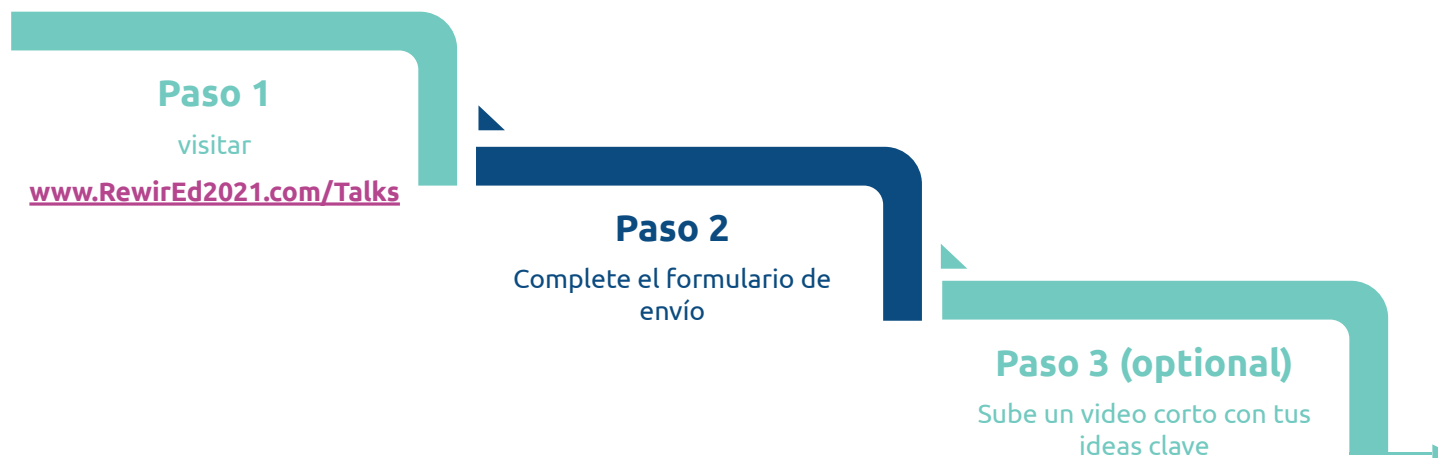 Paso 1
visitar
www.RewirEd2021.com/Talks
Paso 2
Complete el formulario de
envío
Paso 3 (optional)
Sube un video corto con tus
ideas clave